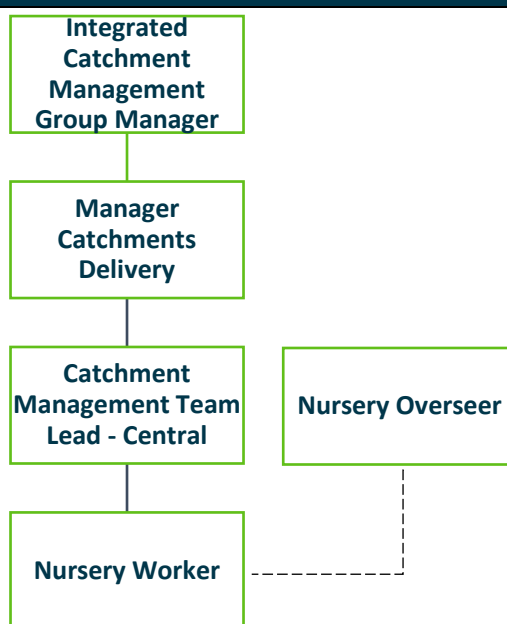 Integrated
Catchment
Management
Group Manager
Manager
Catchments
Delivery
Catchment
Management Team
Lead - Central
Nursery Overseer
Nursery Worker